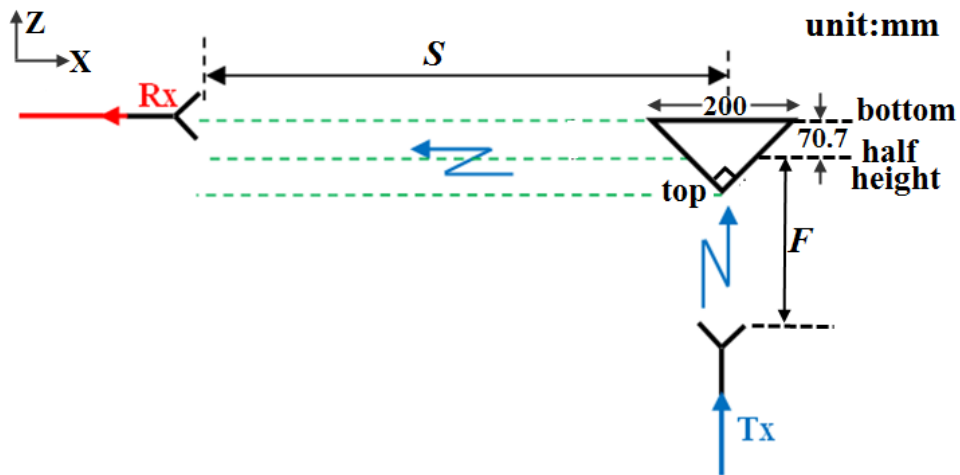 Z
unit:mm
S
X
Rx
200
bottom
70.7
half
height
top
F
Tx